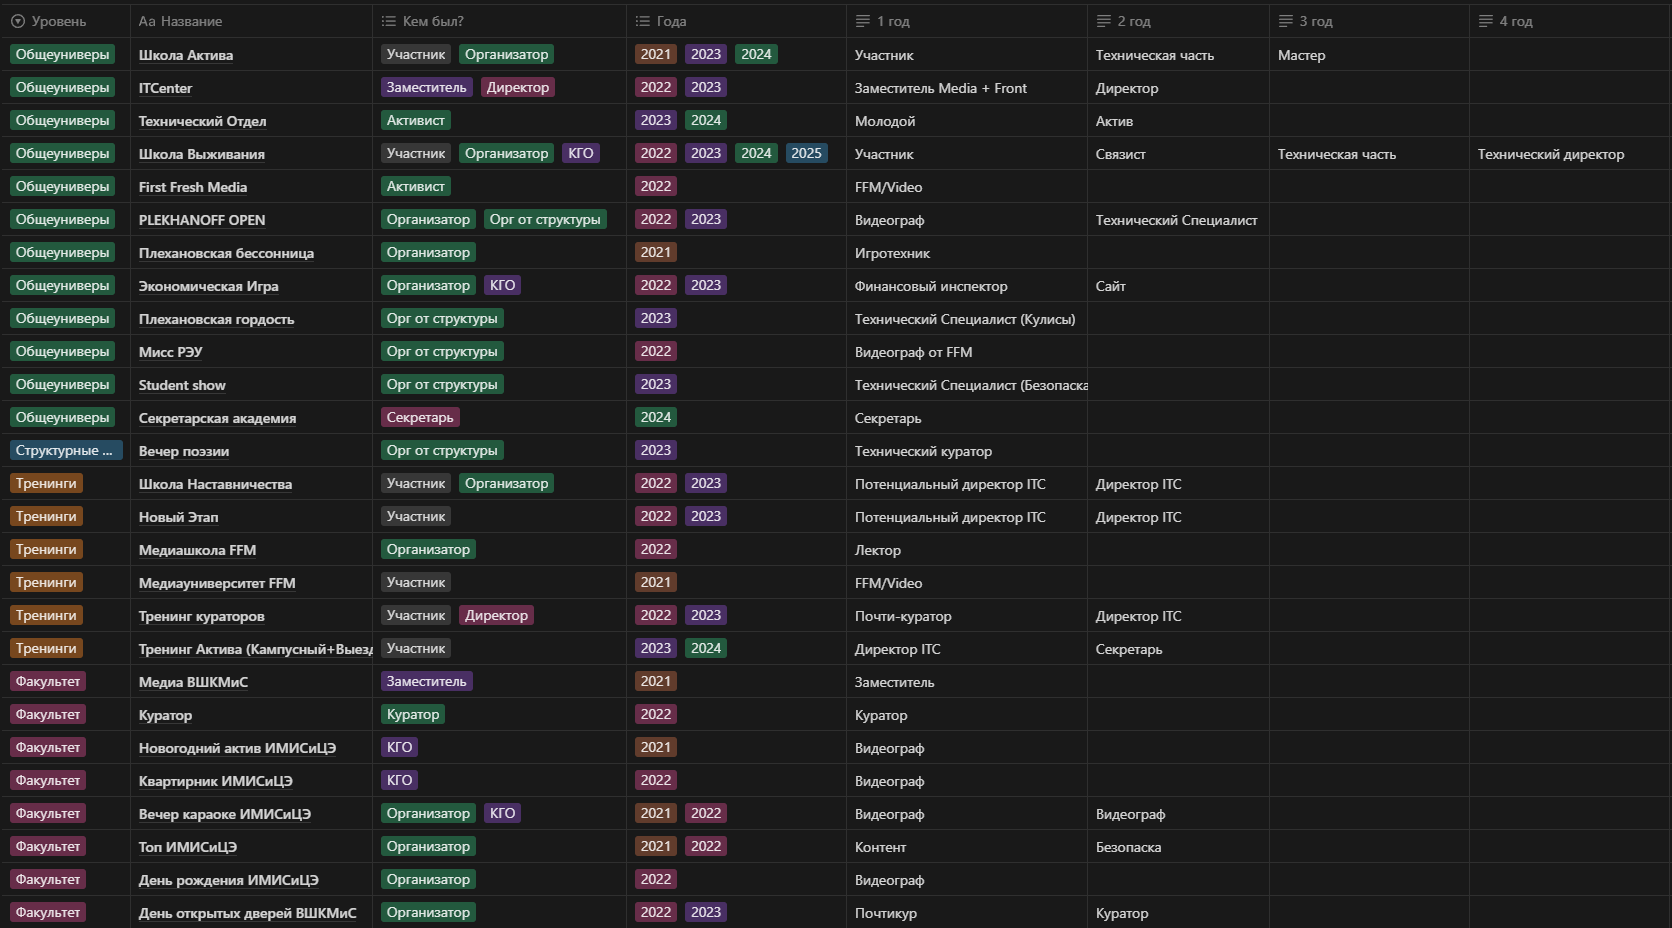 Уровень Aa Название Кем был? Года 1 год 2 год 3 год 4 год
Общеуниверы Школа Актива Участник Организатор 2021 2023 2024 Участник Техническая часть Мастер
Общеуниверы ITCenter Заместитель Директор 2022 2023 Заместитель Media + Front Директор
Общеуниверы Технический Отдел Активист 2023 2024 Молодой Актив
Общеуниверы Школа Выживания Участник Организатор КГО 2022 2023 2024 2025 Участник Связист Техническая часть Технический директор
Общеуниверы First Fresh Media Активист 2022 FFM/Video
Общеуниверы PLEKHANOFF OPEN Организатор Орг от структуры 2022 2023 Видеограф Технический Специалист
Общеуниверы Плехановская бессонница Организатор 2021 Игротехник
Общеуниверы Экономическая Игра Организатор КГО 2022 2023 Финансовый инспектор Сайт
Общеуниверы Плехановская гордость Орг от структуры 2023 Технический Специалист (Кулисы)
Общеуниверы Мисс РЭУ Орг от структуры 2022 Видеограф от FFM
Общеуниверы Student show Орг от структуры 2023 Технический Специалист (Безопаска
Общеуниверы Секретарская академия Секретарь 2024 Секретарь
Структурные ... Вечер поэзии Орг от структуры 2023 Технический куратор
Тренинги Школа Наставничества Участник Организатор 2022 2023 Потенциальный директор ITC Директор ITC
Тренинги Новый Этап Участник 2022 2023 Потенциальный директор ITC Директор ITC
Тренинги Медиашкола FFM Организатор 2022 Лектор
Тренинги Медиауниверситет FFM Участник 2021 FFM/Video
Тренинги Тренинг кураторов Участник Директор 2022 2023 Почти-куратор Директор ITC
Тренинги Тренинг Актива (Кампусный+Выезд Участник 2023 2024 Директор ITC Секретарь
Факультет Медиа ВШКМиС Заместитель 2021 Заместитель
Факультет Куратор Куратор 2022 Куратор
Факультет Новогодний актив ИМИСиЦЭ КГО 2021 Видеограф
Факультет Квартирник ИМИСиЦЭ КГО 2022 Видеограф
Факультет Вечер караоке ИМИСиЦЭ Организатор КГО 2021 2022 Видеограф Видеограф
Факультет Топ ИМИСиЦЭ Организатор 2021 2022 Контент Безопаска
Факультет День рождения ИМИСиЦЭ Организатор 2022 Видеограф
Факультет День открытых дверей ВШКМиС Организатор 2022 2023 Почтикур Куратор